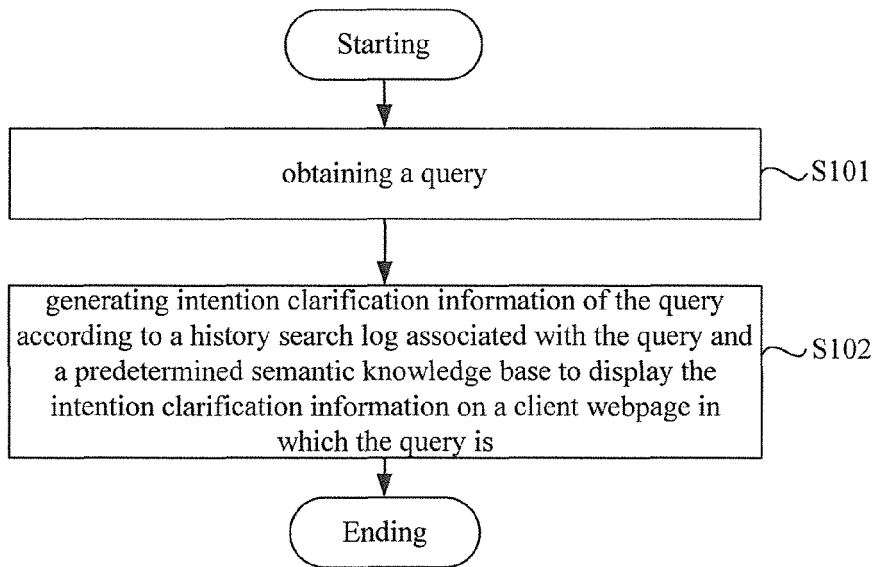 Starting
obtaining a query
S101
generating intention clarification information of the query
according to a history search log associated with the query and
a predetermined semantic knowledge base to display the
intention clarification information on a client webpage in
which the query is
S102
Ending